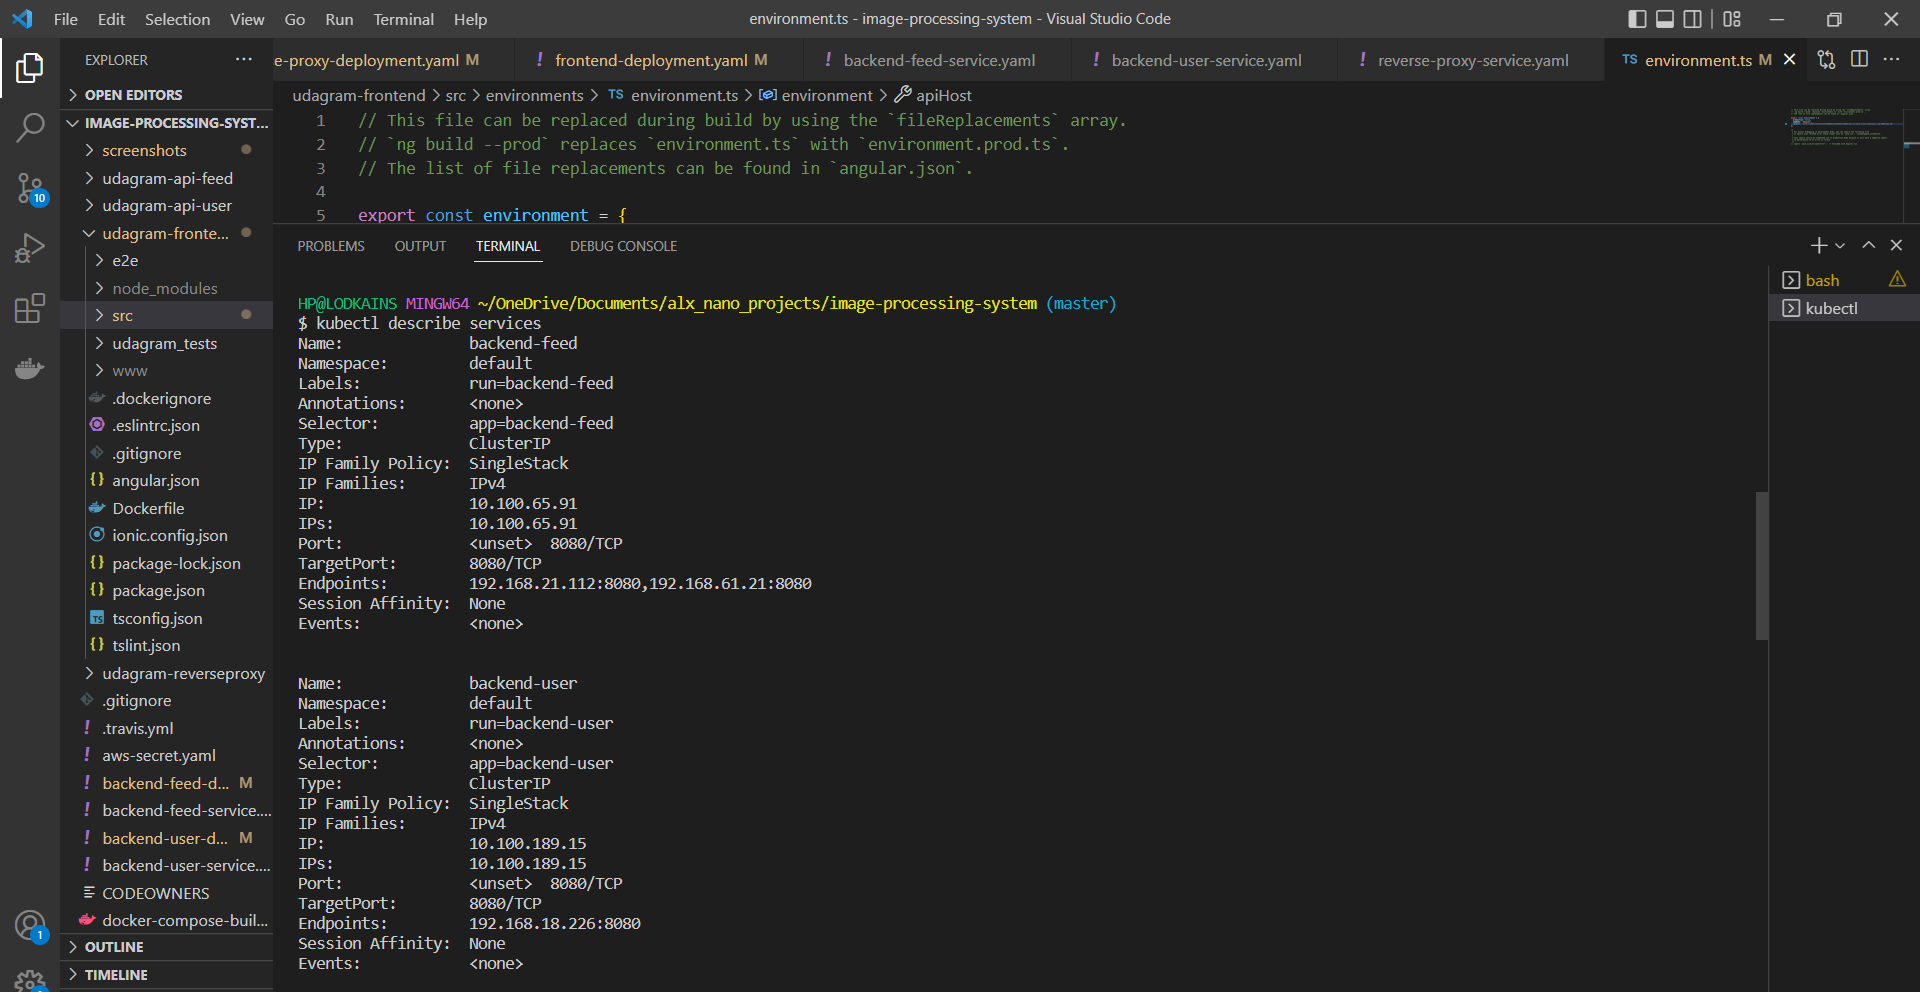 File Edit Selection View Go Run Terminal Help
environment.ts - image-processing-system - Visual Studio Code
EXPLORER
e-proxy-deployment.yaml M
! frontend-deployment.yaml M
! backend-feed-service.yaml
! backend-user-service.yaml
! reverse-proxy-service.yaml
TS environment.ts M
OPEN EDITORS
IMAGE-PROCESSING-SYST...
screenshots
udagram-api-feed
udagram-api-user
udagram-fronte...
e2e
node_modules
src
udagram_tests
www
.dockerignore
.eslintrc.json
.gitignore
angular.json
Dockerfile
ionic.config.json
package-lock.json
package.json
tsconfig.json
tslint.json
udagram-reverseproxy
.gitignore
! .travis.yml
! aws-secret.yaml
! backend-feed-d... M
! backend-feed-service....
! backend-user-d... M
! backend-user-service....
CODEOWNERS
docker-compose-buil...
OUTLINE
TIMELINE
10
1
udagram-frontend > src > environments > TS environment.ts > environment > apiHost
1 // This file can be replaced during build by using the `fileReplacements` array.
2 // `ng build --prod` replaces `environment.ts` with `environment.prod.ts`.
3 // The list of file replacements can be found in `angular.json`.
4
5 export const environment = {
PROBLEMS OUTPUT TERMINAL DEBUG CONSOLE
bash
kubectl
HP@LODKAINS MINGW64 ~/OneDrive/Documents/alx_nano_projects/image-processing-system (master)
$ kubectl describe services
Name: backend-feed
Namespace: default
Labels: run=backend-feed
Annotations: <none>
Selector: app=backend-feed
Type: ClusterIP
IP Family Policy: SingleStack
IP Families: IPv4
IP: 10.100.65.91
IPs: 10.100.65.91
Port: <unset> 8080/TCP
TargetPort: 8080/TCP
Endpoints: 192.168.21.112:8080,192.168.61.21:8080
Session Affinity: None
Events: <none>
Name: backend-user
Namespace: default
Labels: run=backend-user
Annotations: <none>
Selector: app=backend-user
Type: ClusterIP
IP Family Policy: SingleStack
IP Families: IPv4
IP: 10.100.189.15
IPs: 10.100.189.15
Port: <unset> 8080/TCP
TargetPort: 8080/TCP
Endpoints: 192.168.18.226:8080
Session Affinity: None
Events: <none>